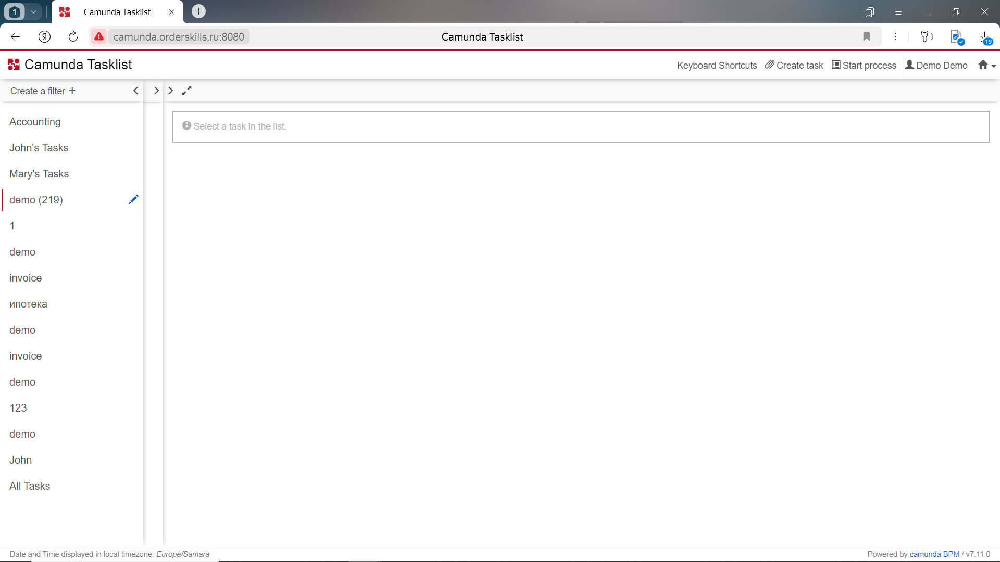 1
Camunda Tasklist
camunda.orderskills.ru:8080
Camunda Tasklist
19
Camunda Tasklist
Keyboard Shortcuts
Create task
Start process
Demo Demo
Create a filter +
Accounting
John's Tasks
Mary's Tasks
demo (219)
1
demo
invoice
ипотека
demo
invoice
demo
123
demo
John
All Tasks
Select a task in the list.
Date and Time displayed in local timezone: Europe/Samara
Powered by camunda BPM / v7.11.0